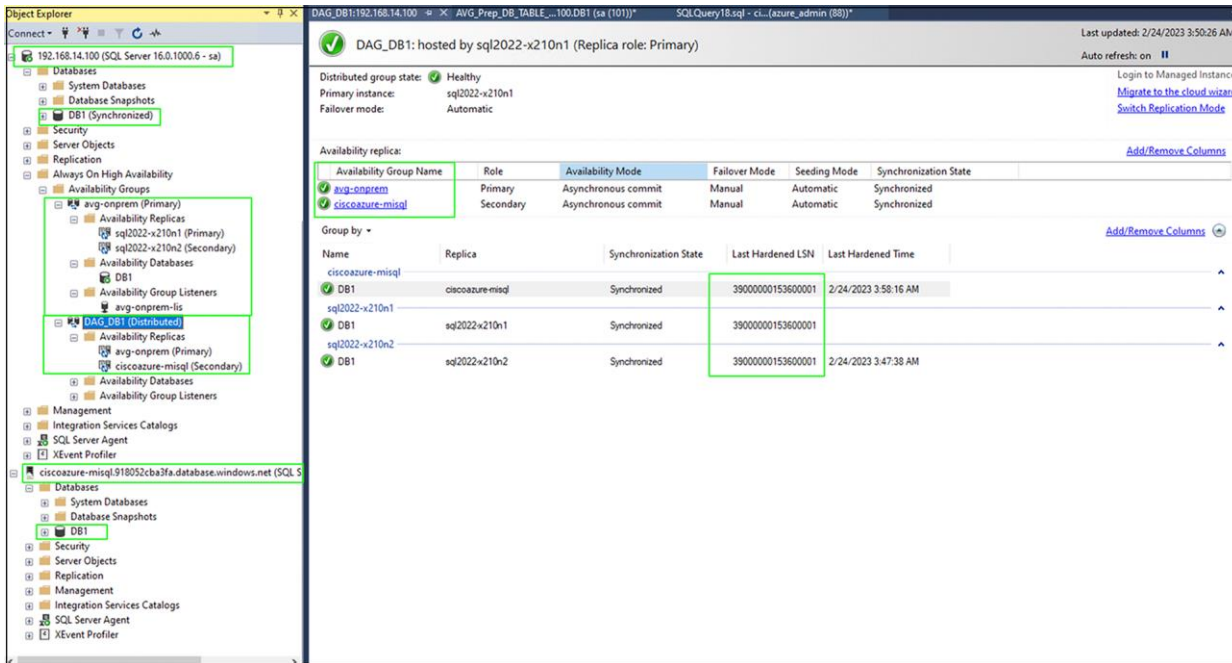 Object Explorer
Connect
192.168.14.100 (SQL Server 16.0.1000.6 - sa)
Databases
System Databases
Database Snapshots
DB1 (Synchronized)
Security
Server Objects
Replication
Always On High Availability
Availability Groups
avg-onprem (Primary)
Availability Replicas
sql2022-x210n1 (Primary)
sql2022-x210n2 (Secondary)
Availability Databases
DB1
Availability Group Listeners
avg-onprem-lis
DAG_DB1 (Distributed)
Availability Replicas
avg-onprem (Primary)
ciscoazure-misql (Secondary)
Availability Databases
Availability Group Listeners
Management
Integration Services Catalogs
SQL Server Agent
XEvent Profiler
ciscoazure-misql.918052cba3fa.database.windows.net (SQL S
Databases
System Databases
Database Snapshots
DB1
Security
Server Objects
Replication
Management
Integration Services Catalogs
SQL Server Agent
XEvent Profiler
DAG_DB1:192.168.14.100 AVG_Prep_DB_TABLE_...100.DB1 (sa (101))* SQLQuery18.sql - ci...(azure_admin (88))*
DAG_DB1: hosted by sql2022-x210n1 (Replica role: Primary)
Last updated: 2/24/2023 3:50:26 AM
Auto refresh: on
Distributed group state: Healthy
Primary instance: sql2022-x210n1
Failover mode: Automatic
Login to Managed Instance
Migrate to the cloud wizar
Switch Replication Mode
Availability replica: Add/Remove Columns
Availability Group Name Role Availability Mode Failover Mode Seeding Mode Synchronization State
avg-onprem Primary Asynchronous commit Manual Automatic Synchronized
ciscoazure-misql Secondary Asynchronous commit Manual Automatic Synchronized
Group by Add/Remove Columns
Name Replica Synchronization State Last Hardened LSN Last Hardened Time
ciscoazure-misql
DB1 ciscoazure-misql Synchronized 39000000153600001 2/24/2023 3:58:16 AM
sql2022-x210n1
DB1 sql2022-x210n1 Synchronized 39000000153600001
sql2022-x210n2
DB1 sql2022-x210n2 Synchronized 39000000153600001 2/24/2023 3:47:38 AM